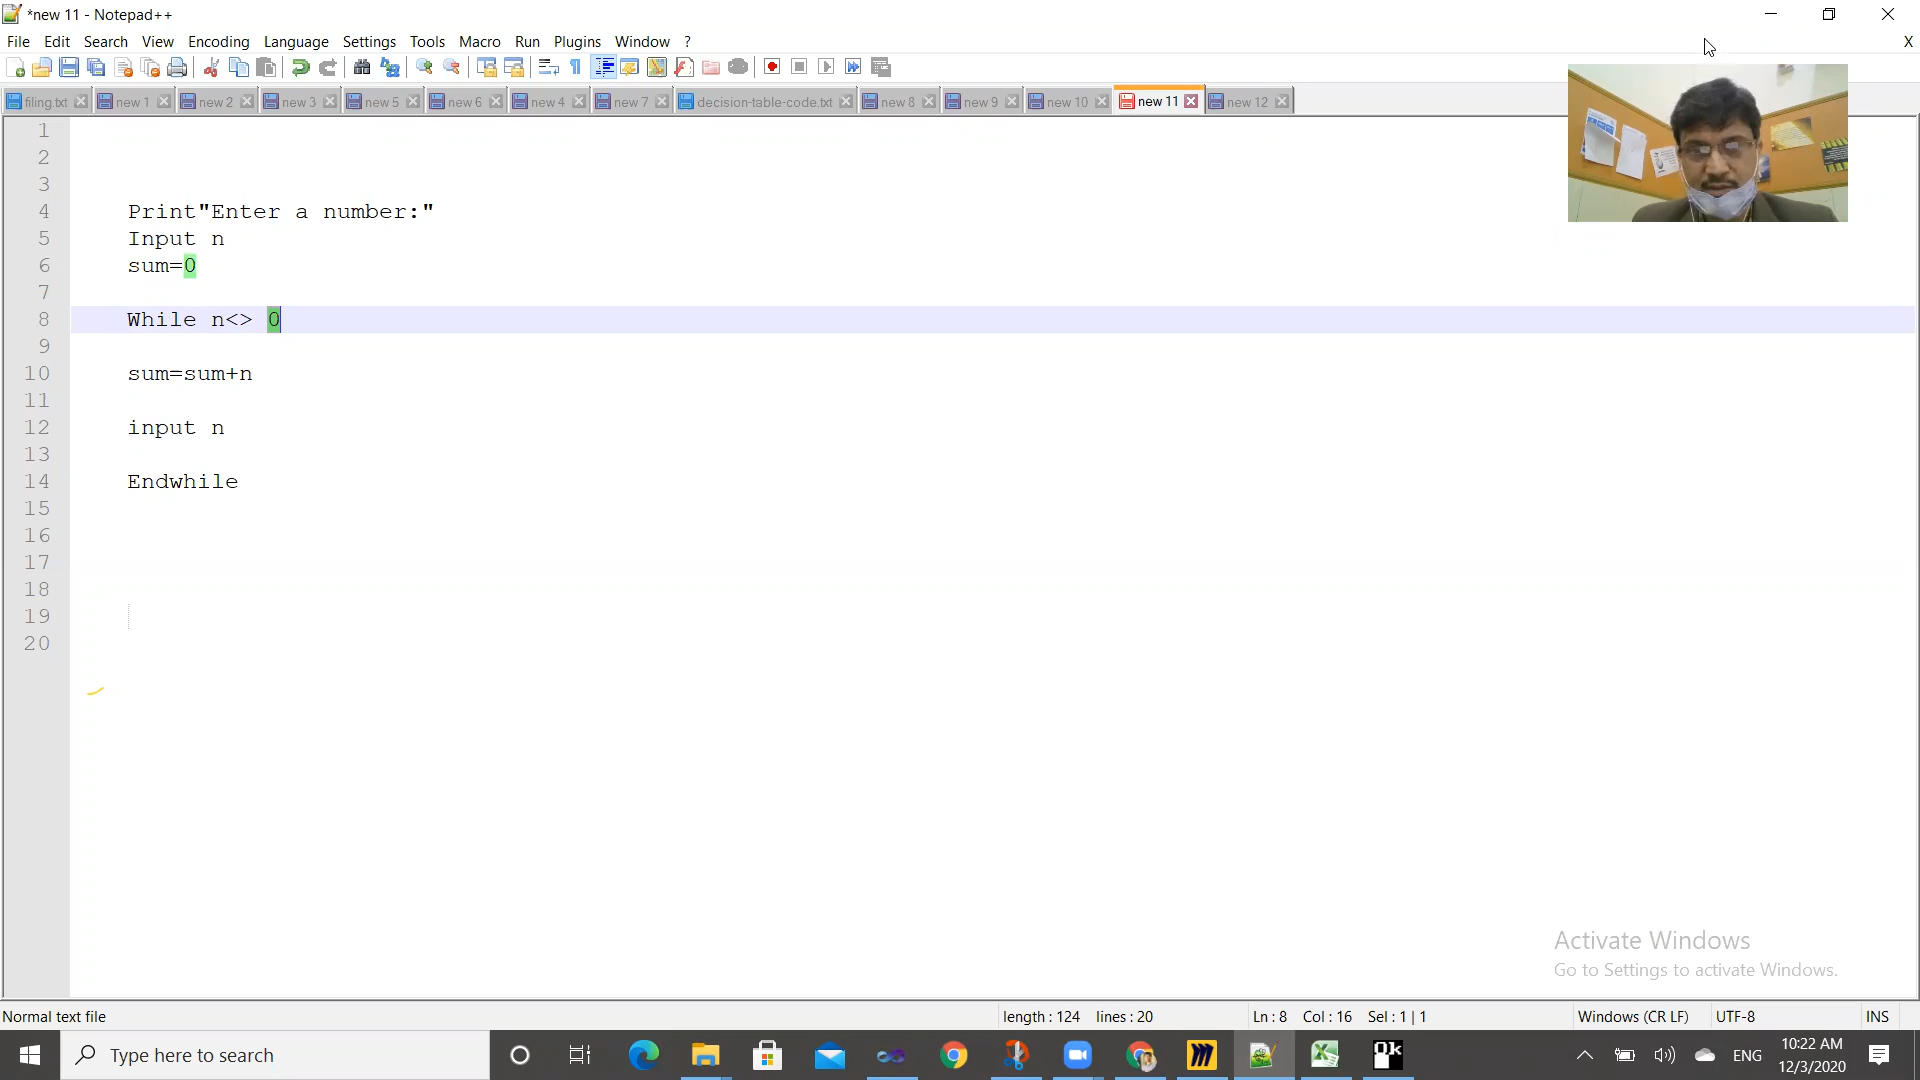 *new 11 - Notepad++
File Edit Search View Encoding Language Settings Tools Macro Run Plugins Window ?
X
filing.txt new 1 new 2 new 3 new 5 new 6 new 4 new 7 decision-table-code.txt new 8 new 9 new 10 new 11 new 12
1
2
3
4 Print"Enter a number:"
5 Input n
6 sum=0
7
8 While n<> 0
9
10 sum=sum+n
11
12 input n
13
14 Endwhile
15
16
17
18
19
20
Activate Windows
Go to Settings to activate Windows.
Normal text file length : 124 lines : 20 Ln : 8 Col : 16 Sel : 1 | 1 Windows (CR LF) UTF-8 INS
Type here to search
Qk
ENG
10:22 AM
12/3/2020